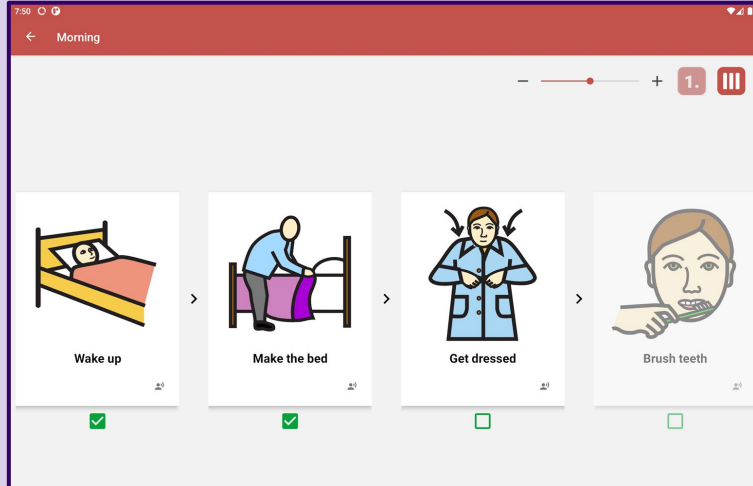 7:50
Morning
1.
Wake up
Make the bed
Get dressed
Brush teeth